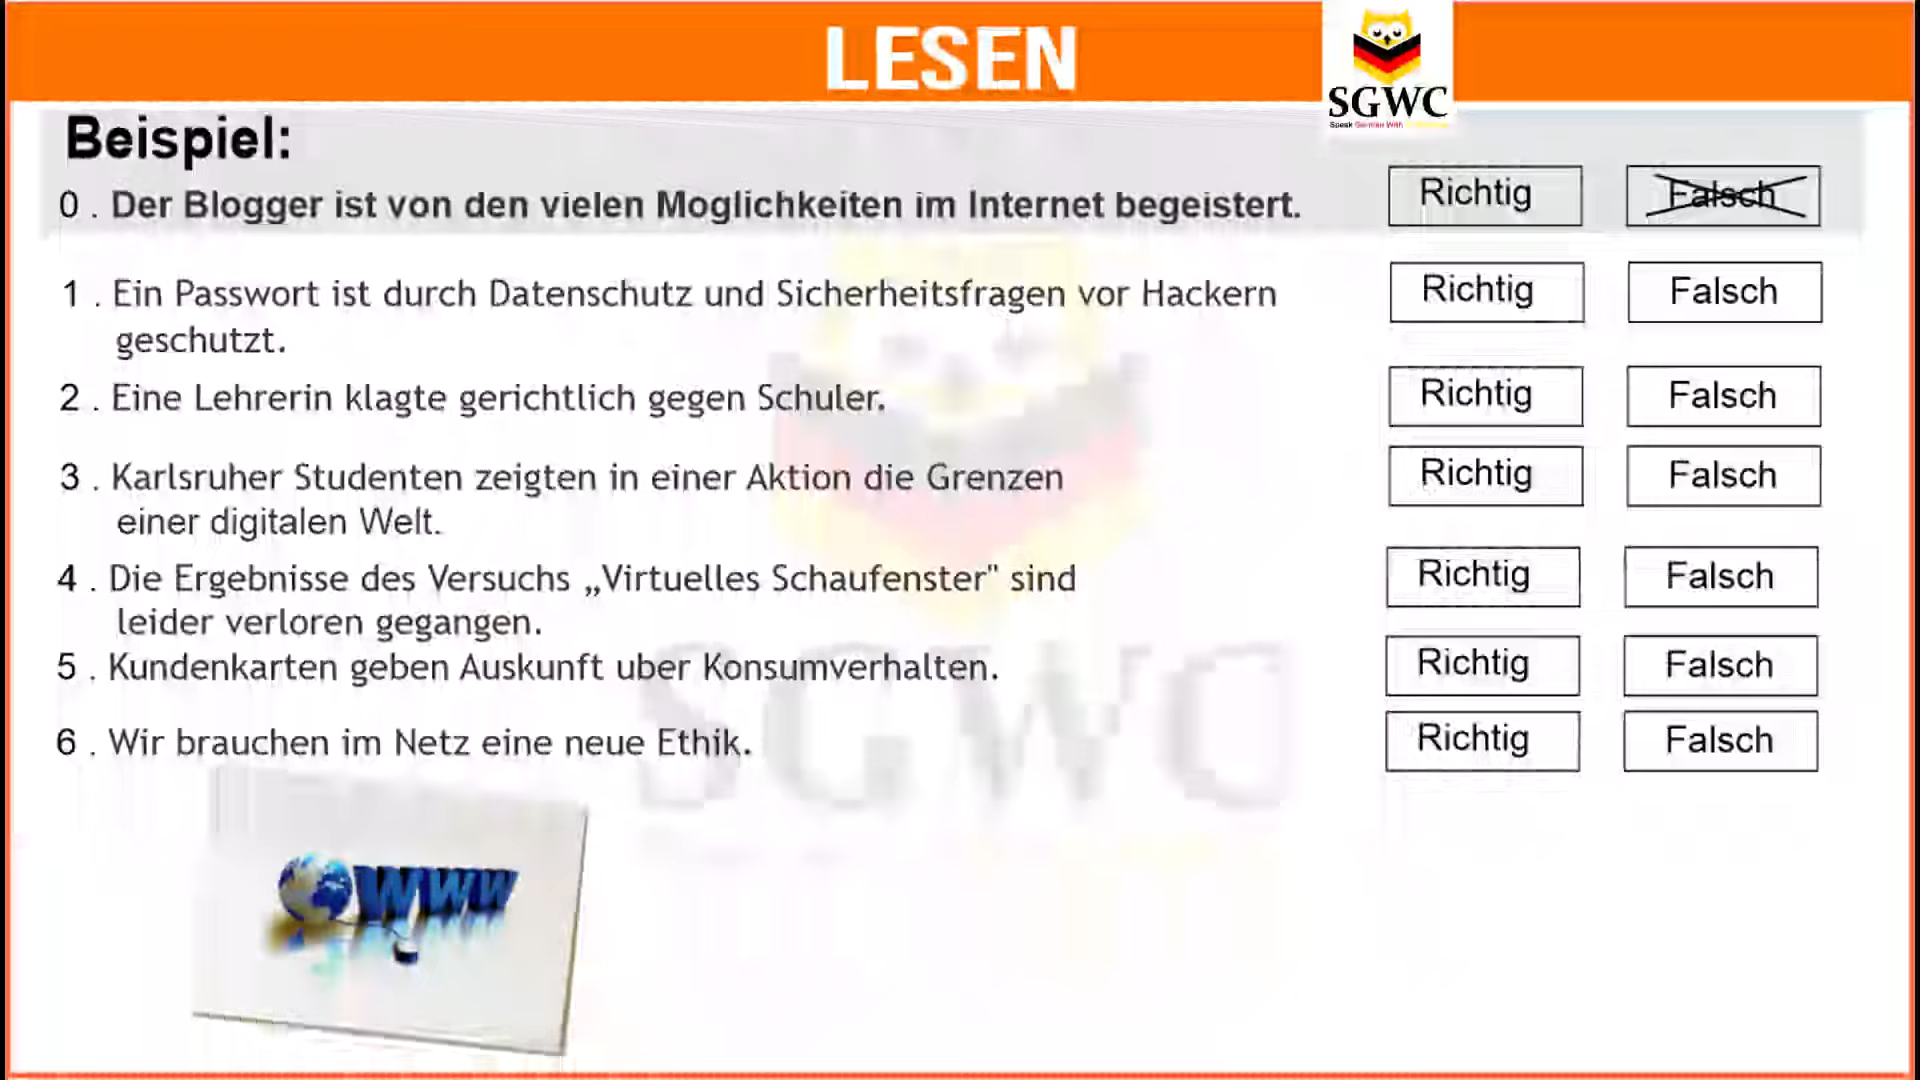 LESEN
SGWC
Speak German With
Beispiel:
0 . Der Blogger ist von den vielen Moglichkeiten im Internet begeistert.
Richtig
Falsch
1 . Ein Passwort ist durch Datenschutz und Sicherheitsfragen vor Hackern
geschutzt.
Richtig
Falsch
2 . Eine Lehrerin klagte gerichtlich gegen Schuler.
Richtig
Falsch
3 . Karlsruher Studenten zeigten in einer Aktion die Grenzen
einer digitalen Welt.
Richtig
Falsch
4 . Die Ergebnisse des Versuchs „Virtuelles Schaufenster" sind
leider verloren gegangen.
Richtig
Falsch
5 . Kundenkarten geben Auskunft uber Konsumverhalten.
Richtig
Falsch
6 . Wir brauchen im Netz eine neue Ethik.
Richtig
Falsch
SGWC
www